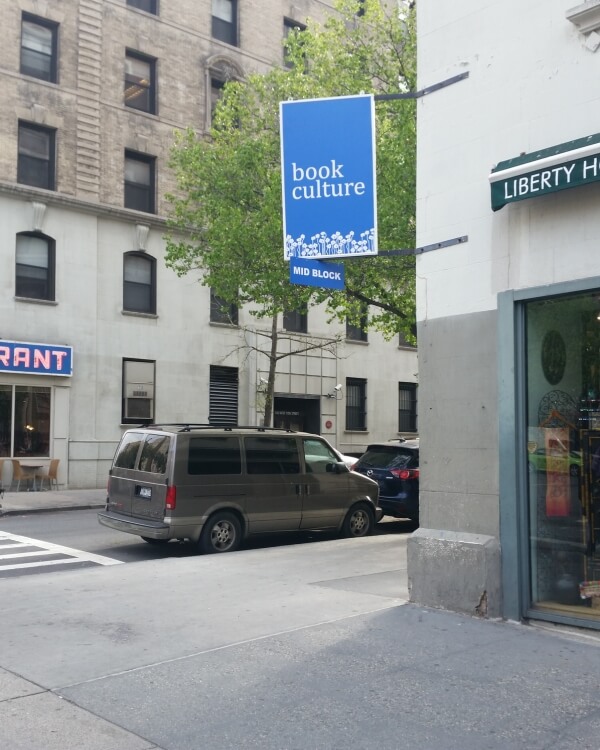 book
culture
MID BLOCK
LIBERTY H
RANT